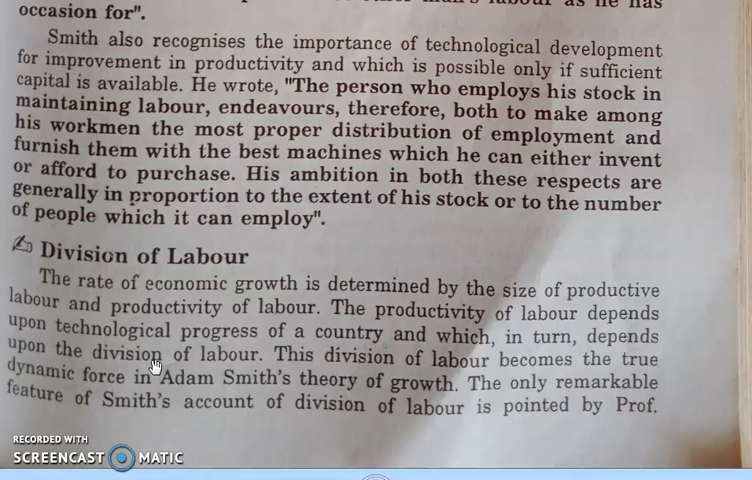 labour as he has
occasion for".
Smith also recognises the importance of technological development
for improvement in productivity and which is possible only if sufficient
capital is available. He wrote, "The person who employs his stock in
maintaining labour, endeavours, therefore, both to make among
his workmen the most proper distribution of employment and
furnish them with the best machines which he can either invent
or afford to purchase. His ambition in both these respects are
generally in proportion to the extent of his stock or to the number
of people which it can employ".
Division of Labour
The rate of economic growth is determined by the size of productive
labour and productivity of labour. The productivity of labour depends
upon technological progress of a country and which, in turn, depends
upon the division of labour. This division of labour becomes the true
dynamic force in Adam Smith's theory of growth. The only remarkable
feature of Smith's account of division of labour is pointed by Prof.
RECORDED WITH
SCREENCAST MATIC